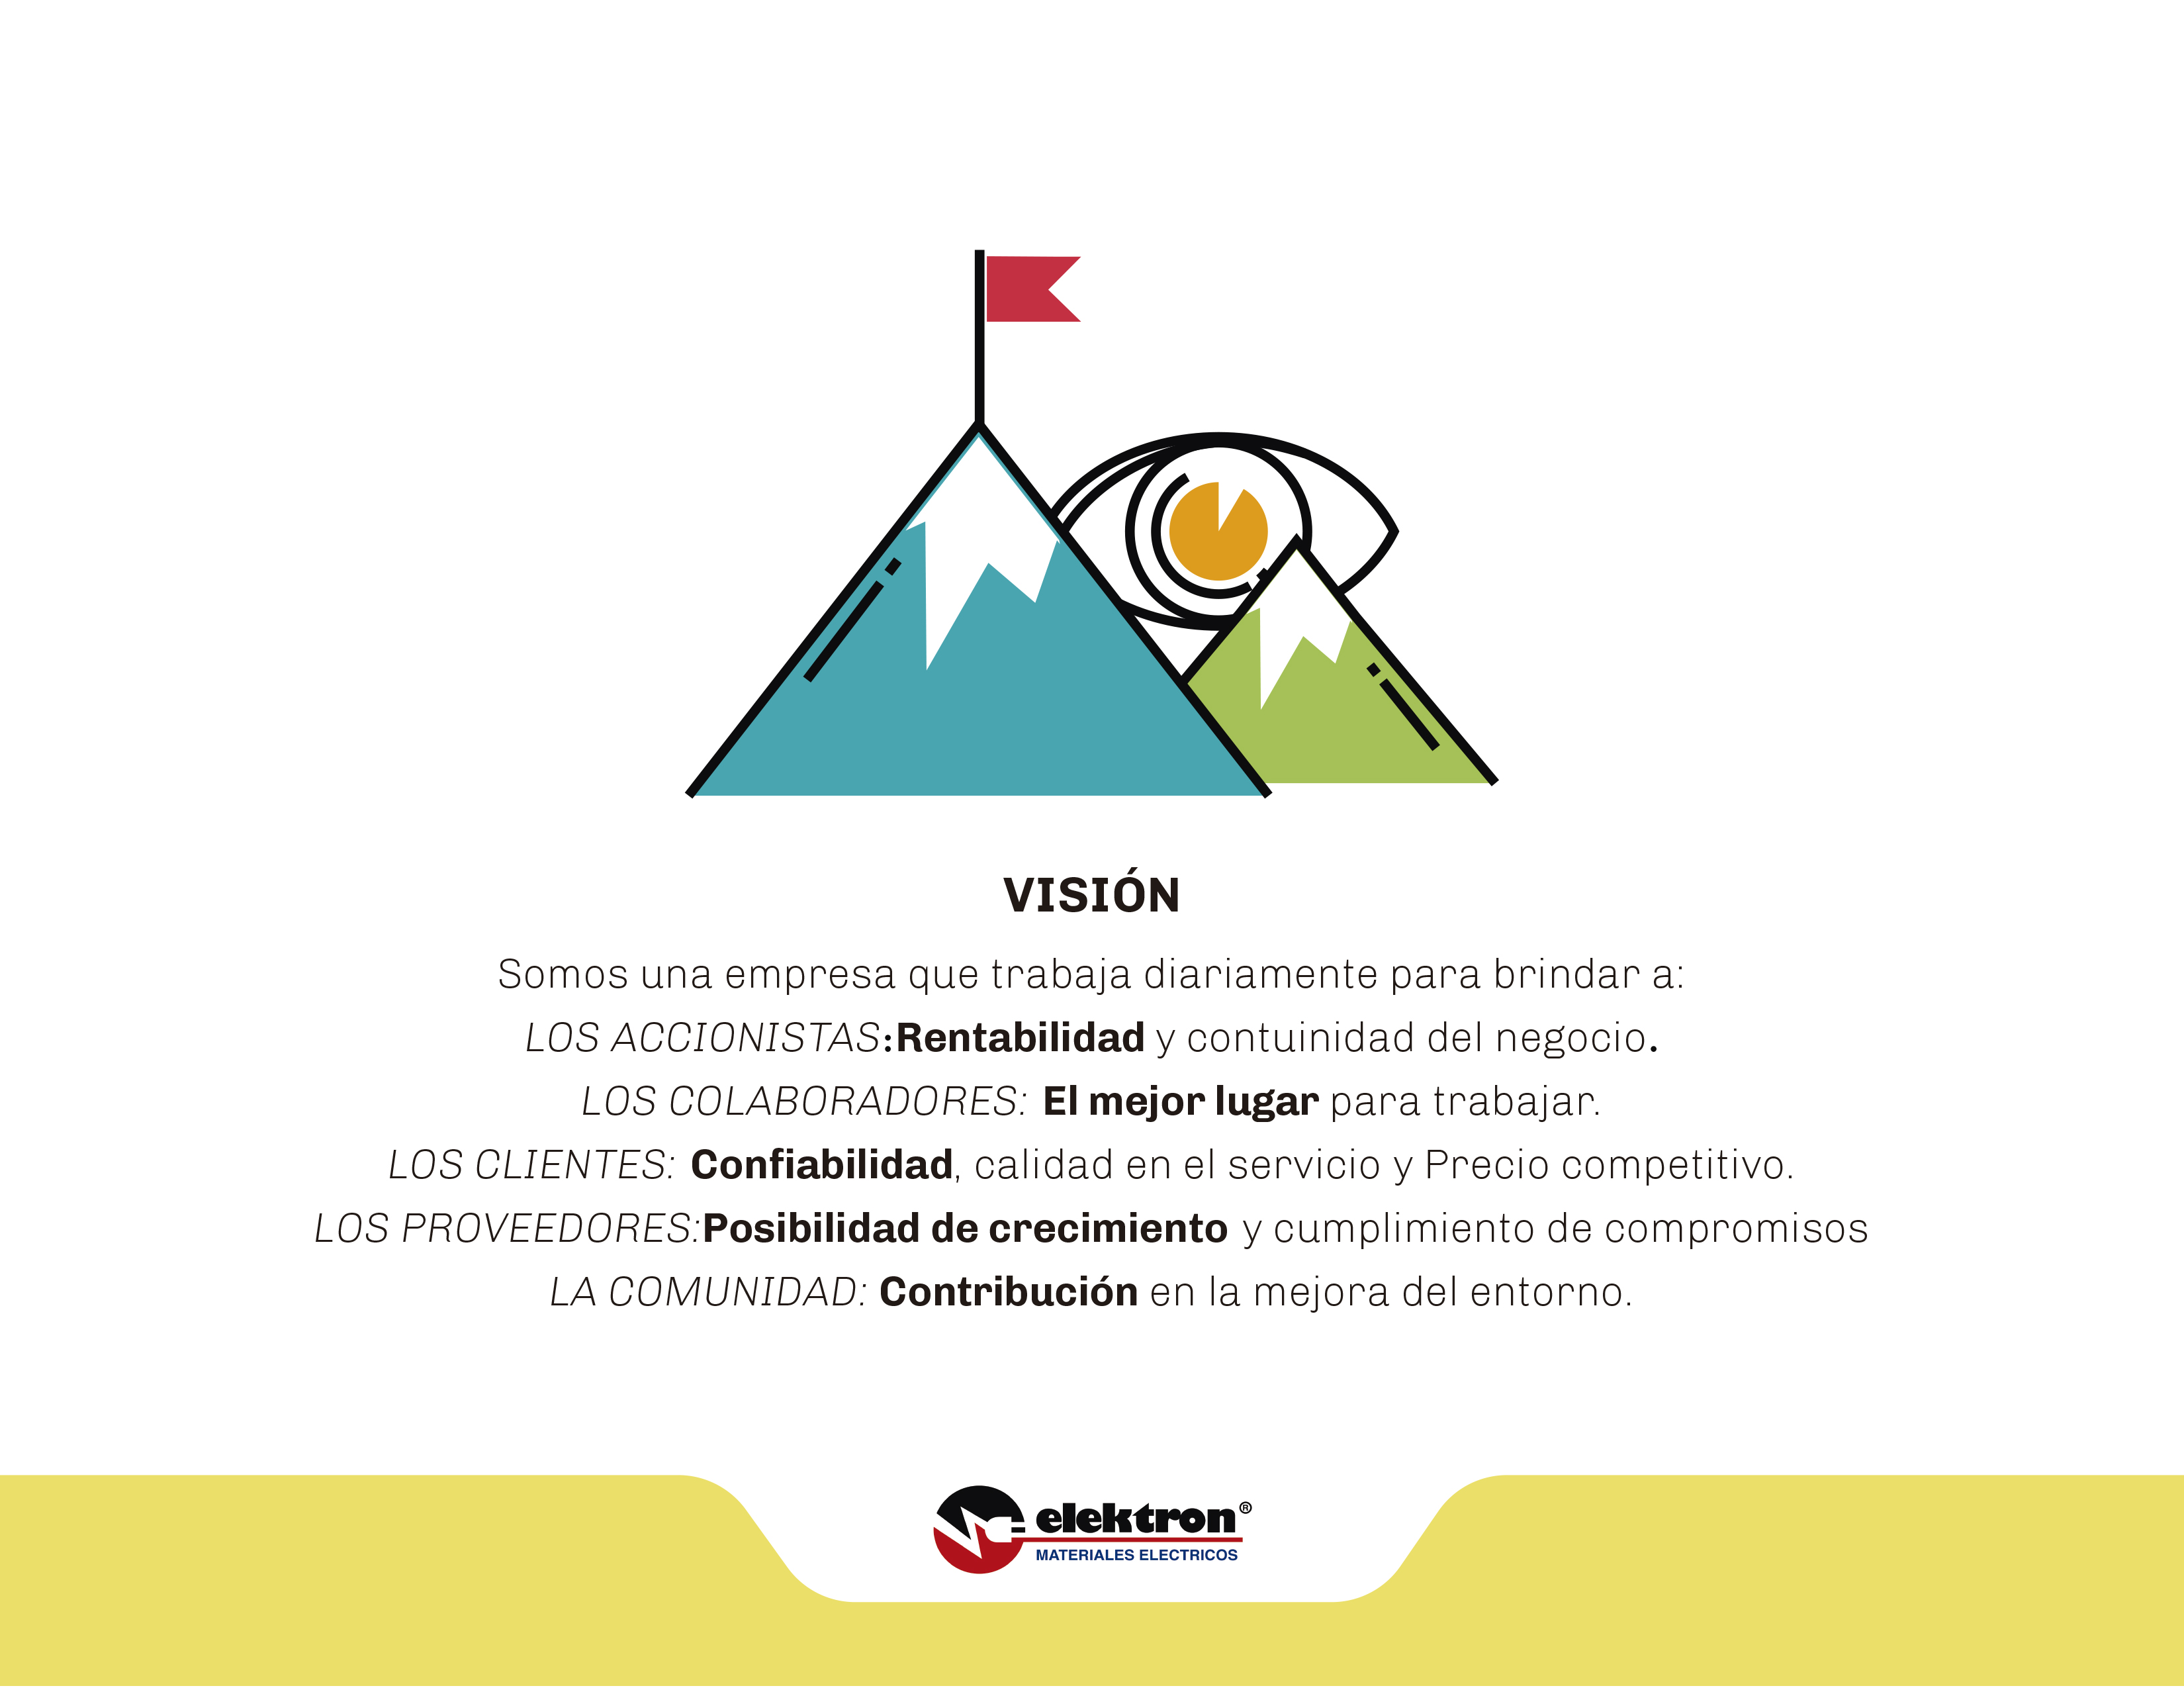 VISIÓN
Somos una empresa que trabaja diariamente para brindar a:
LOS ACCIONISTAS:Rentabilidad y contuinidad del negocio.
LOS COLABORADORES: El mejor lugar para trabajar.
LOS CLIENTES: Confiabilidad, calidad en el servicio y Precio competitivo.
LOS PROVEEDORES:Posibilidad de crecimiento y cumplimiento de compromisos
LA COMUNIDAD: Contribución en la mejora del entorno.
elektron®
MATERIALES ELECTRICOS